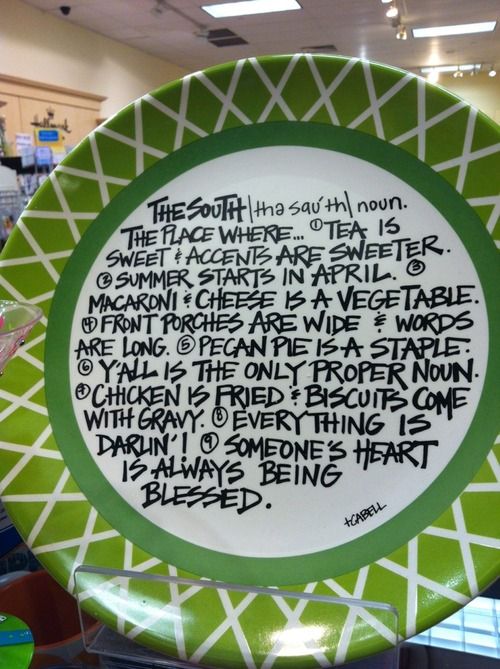 THE SOUTH |thə sau´th| noun.
THE PLACE WHERE... ① TEA IS
SWEET & ACCENTS ARE SWEETER.
② SUMMER STARTS IN APRIL. ③
MACARONI & CHEESE IS A VEGETABLE.
④ FRONT PORCHES ARE WIDE & WORDS
ARE LONG. ⑤ PECAN PIE IS A STAPLE.
⑥ Y'ALL IS THE ONLY PROPER NOUN.
⑦ CHICKEN IS FRIED & BISCUITS COME
WITH GRAVY. ⑧ EVERYTHING IS
DARLIN'! ⑨ SOMEONE'S HEART
IS ALWAYS BEING
BLESSED.
+CABELL